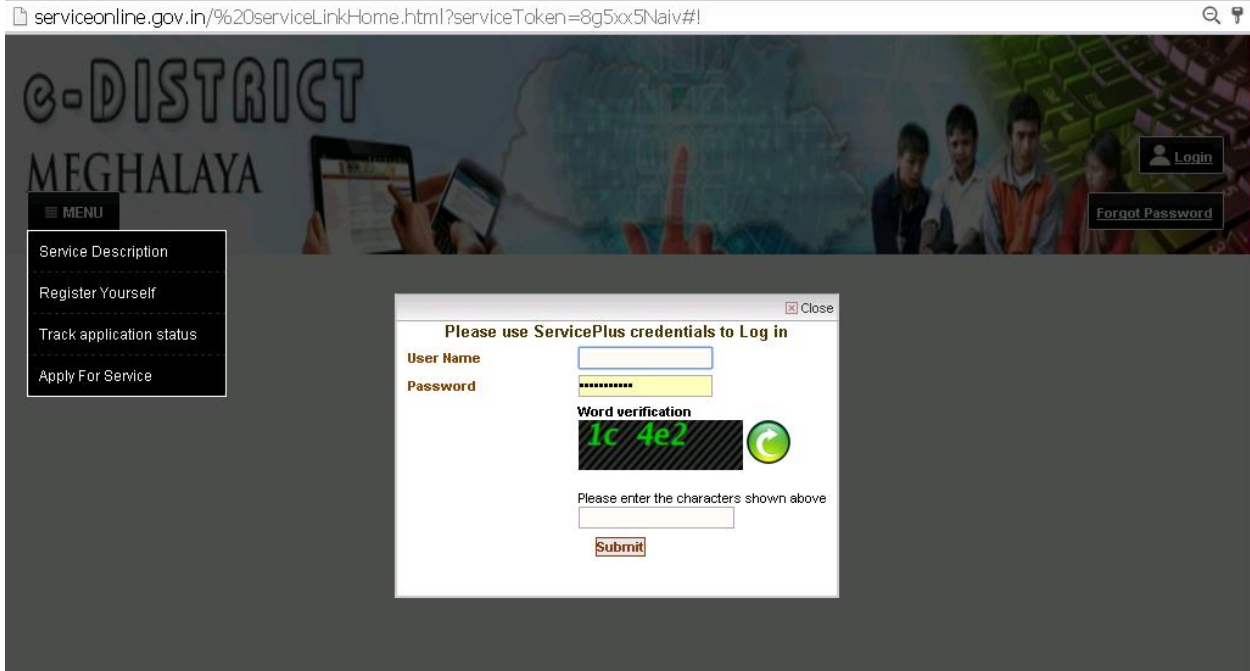 serviceonline.gov.in/%20serviceLinkHome.html?serviceToken=8g5xx5Naiv#!
e-DISTRICT
MEGHALAYA
Login
MENU
Forgot Password
Service Description
Register Yourself
Track application status
Apply For Service
Close
Please use ServicePlus credentials to Log in
User Name
Password
Word verification
1c 4e2
Please enter the characters shown above
Submit